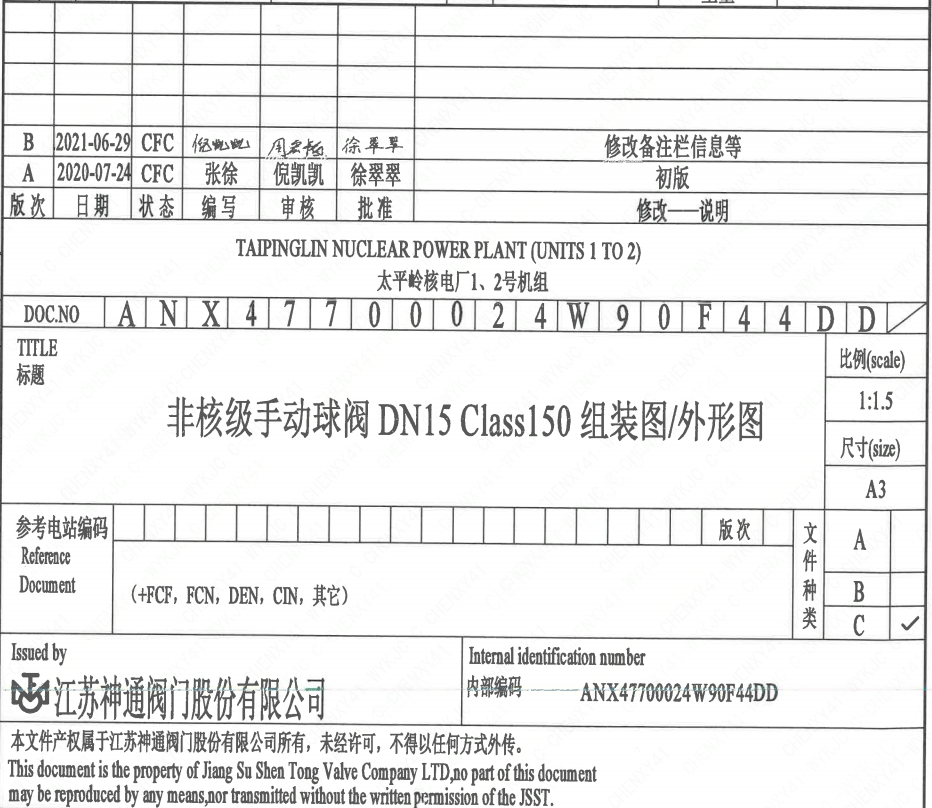 B 2021-06-29 CFC 倪凯凯 徐翠翠 修改备注栏信息等
A 2020-07-24 CFC 张徐 倪凯凯 徐翠翠 初版
版次 日期 状态 编写 审核 批准 修改——说明
TAIPINGLIN NUCLEAR POWER PLANT (UNITS 1 TO 2)
太平岭核电厂1、2号机组
DOC.NO A N X 4 7 7 0 0 0 2 4 W 9 0 F 4 4 D D
TITLE
标题
非核级手动球阀 DN15 Class150 组装图/外形图
比例(scale)
1:1.5
尺寸(size)
A3
参考电站编码
Reference
Document
版次
(+FCF, FCN, DEN, CIN, 其它)
文件种类
A
B
C ✓
Issued by
江苏神通阀门股份有限公司
Internal identification number
内部编码 ANX47700024W90F44DD
本文件产权属于江苏神通阀门股份有限公司所有，未经许可，不得以任何方式外传。
This document is the property of Jiang Su Shen Tong Valve Company LTD,no part of this document
may be reproduced by any means,nor transmitted without the written permission of the JSST.